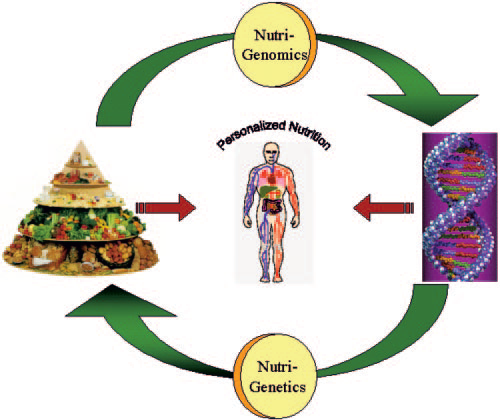 Nutri-
Genomics
Personalized Nutrition
Nutri-
Genetics